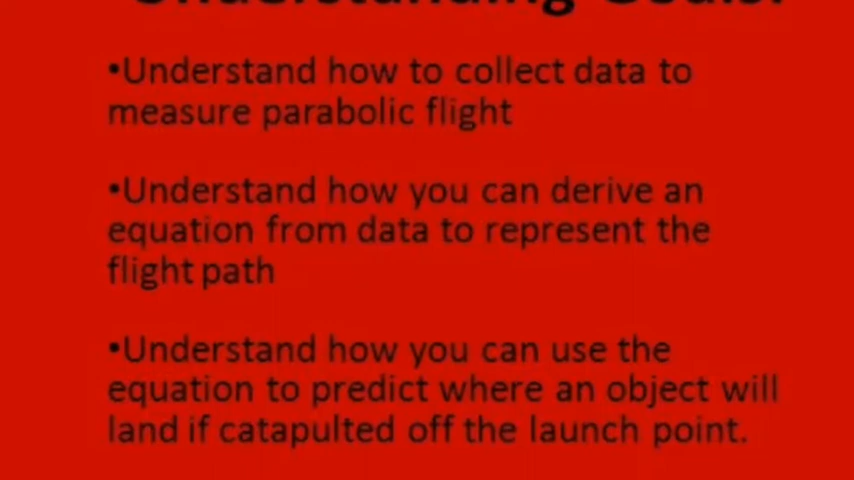 Understanding Goals:
•Understand how to collect data to
measure parabolic flight
•Understand how you can derive an
equation from data to represent the
flight path
•Understand how you can use the
equation to predict where an object will
land if catapulted off the launch point.